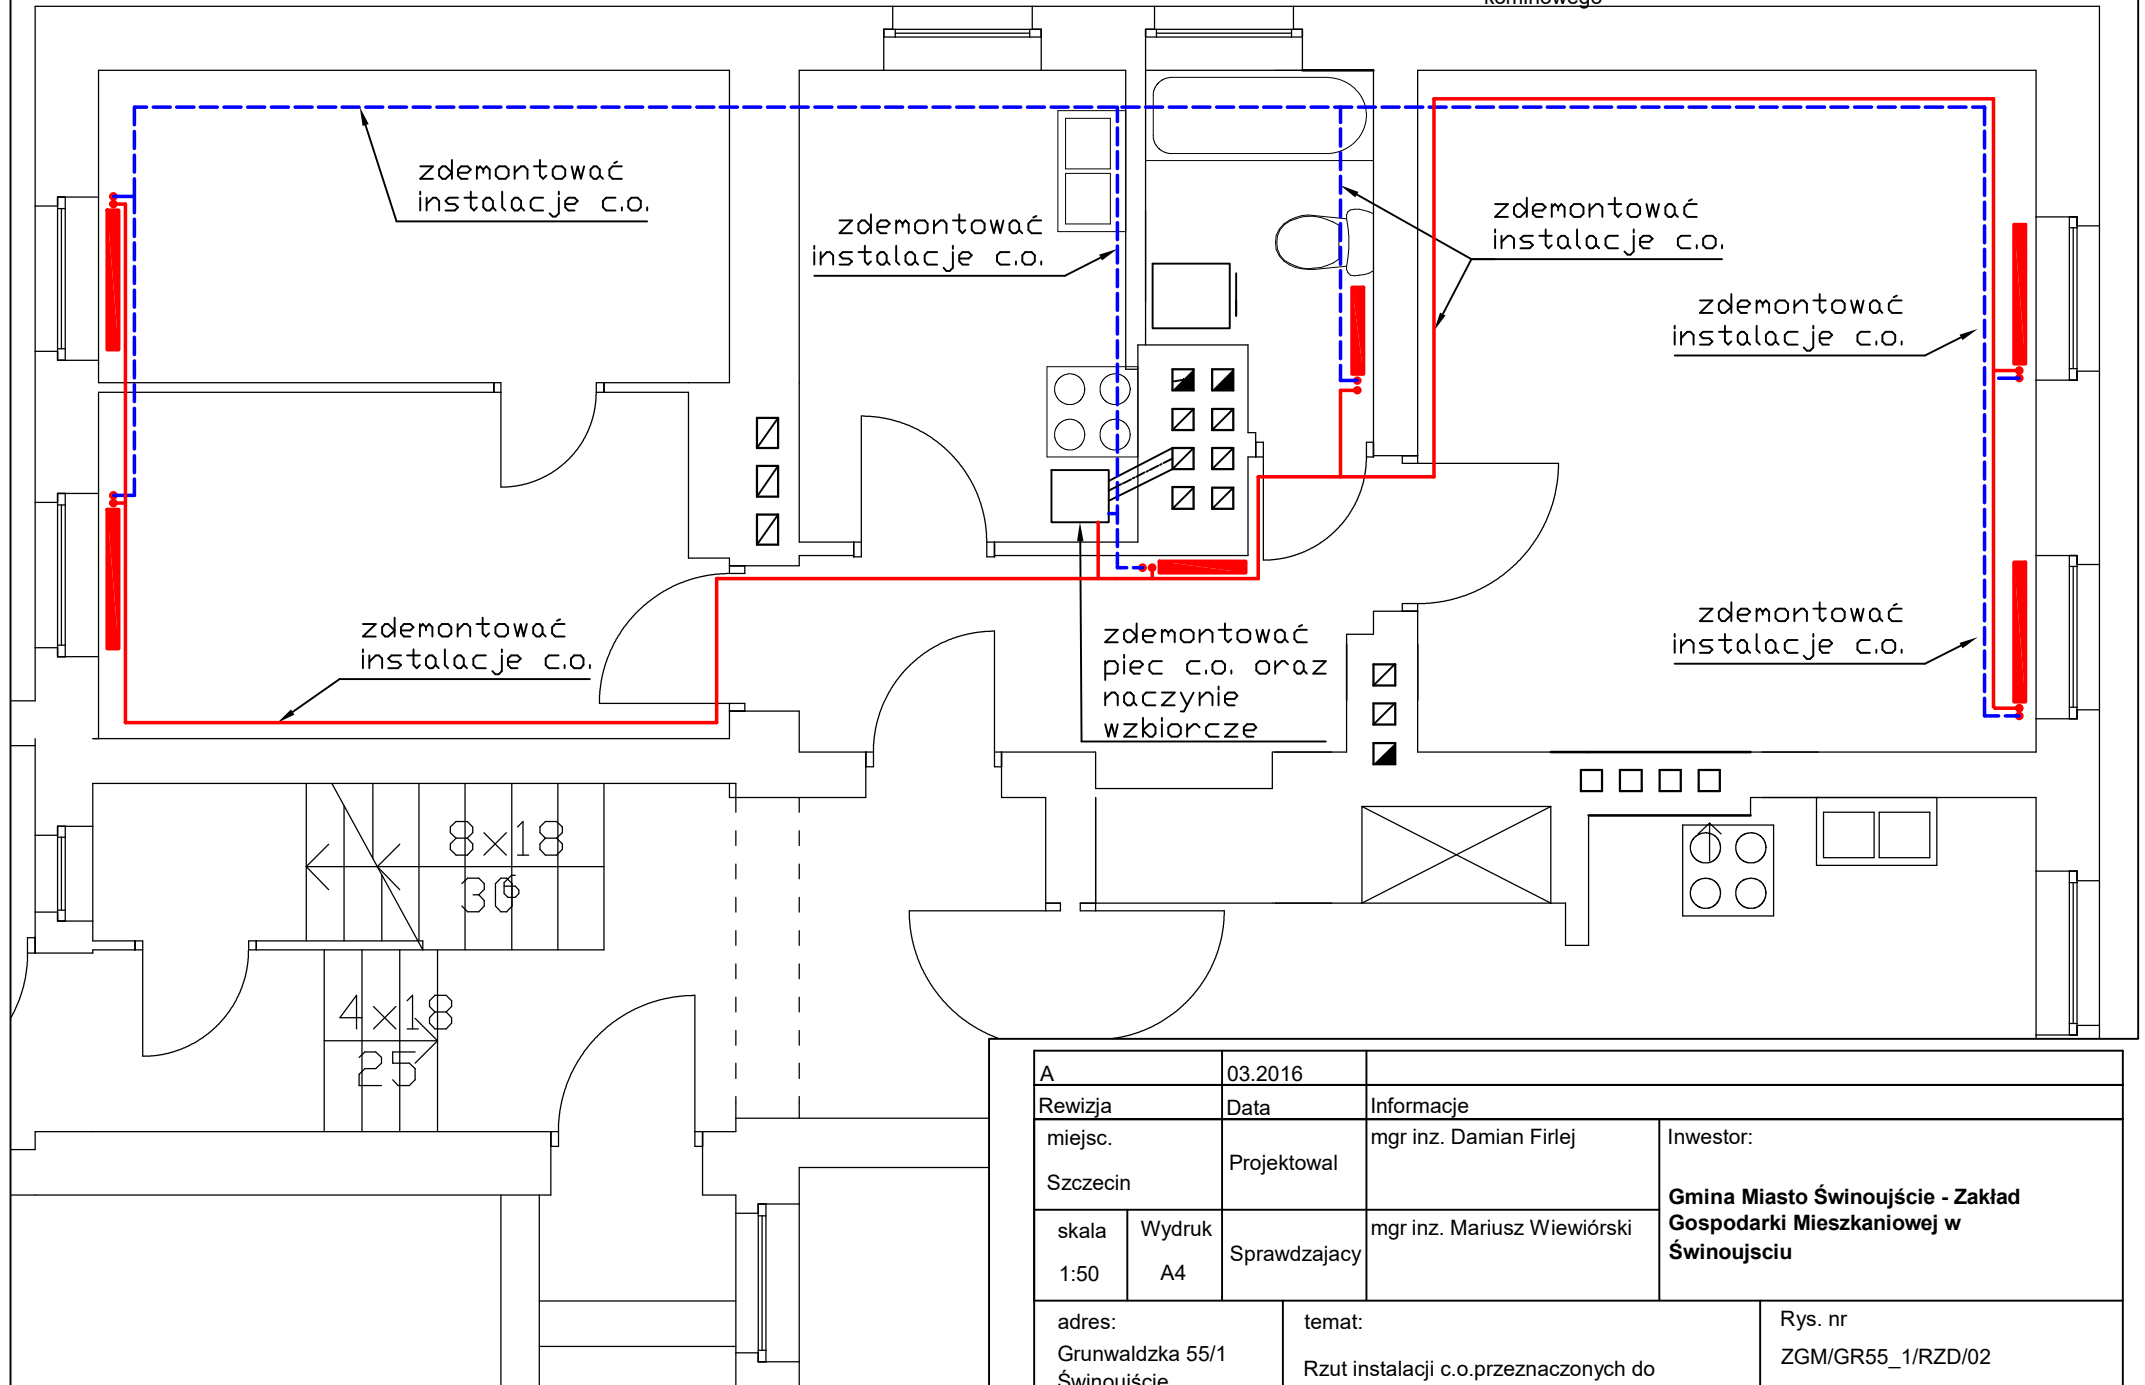 zdemontować
instalacje c.o.
zdemontować
instalacje c.o.
zdemontować
instalacje c.o.
zdemontować
instalacje c.o.
zdemontować
instalacje c.o.
zdemontować
instalacje c.o.
zdemontować
piec c.o. oraz
naczynie
wzbiorcze
8x18
30
6
4x18
25
A
03.2016
Rewizja
Data
Informacje
miejsc.
Szczecin
Projektowal
mgr inz. Damian Firlej
Inwestor:
Gmina Miasto Świnoujście - Zakład
Gospodarki Mieszkaniowej w
Świnoujsciu
skala
1:50
Wydruk
A4
Sprawdzajacy
mgr inz. Mariusz Wiewiórski
adres:
Grunwaldzka 55/1
Świnoujście
temat:
Rzut instalacji c.o.przeznaczonych do
Rys. nr
ZGM/GR55_1/RZD/02